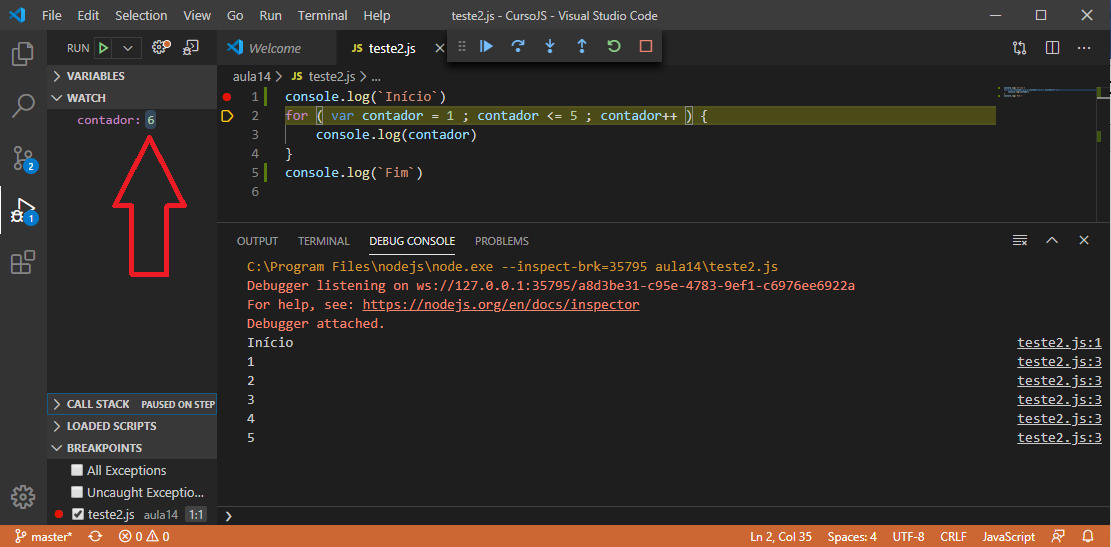 File Edit Selection View Go Run Terminal Help teste2.js - CursoJS - Visual Studio Code
RUN
Welcome
JS teste2.js
aula14 > JS teste2.js > ...
VARIABLES
WATCH
contador: 6
1 console.log(`Início`)
2 for ( var contador = 1 ; contador <= 5 ; contador++ ) {
3 console.log(contador)
4 }
5 console.log(`Fim`)
6
2
1
OUTPUT TERMINAL DEBUG CONSOLE PROBLEMS
C:\Program Files\nodejs\node.exe --inspect-brk=35795 aula14\teste2.js
Debugger listening on ws://127.0.0.1:35795/a8d3be31-c95e-4783-9ef1-c6976ee6922a
For help, see: https://nodejs.org/en/docs/inspector
Debugger attached.
Início teste2.js:1
1 teste2.js:3
2 teste2.js:3
3 teste2.js:3
4 teste2.js:3
5 teste2.js:3
CALL STACK PAUSED ON STEP
LOADED SCRIPTS
BREAKPOINTS
All Exceptions
Uncaught Exceptio...
teste2.js aula14 1:1
master* 0 0 Ln 2, Col 35 Spaces: 4 UTF-8 CRLF JavaScript